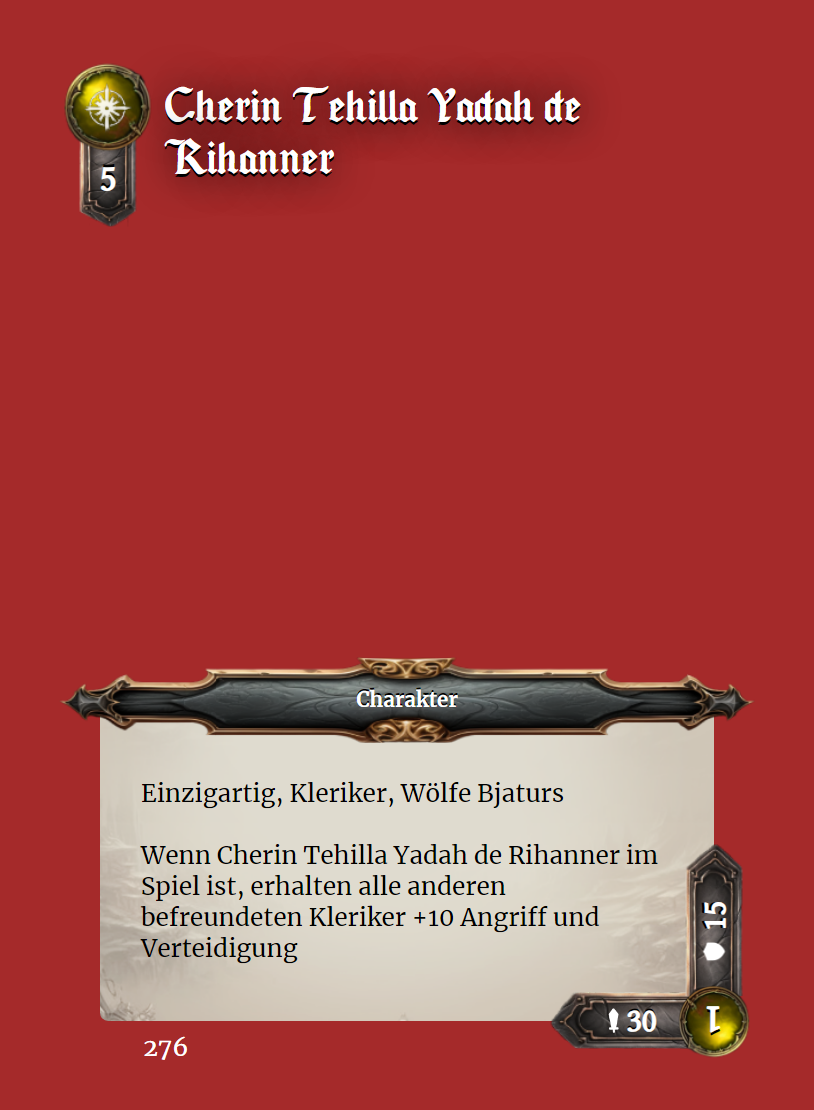 Cherin Tehilla Yadah de
Rihanner
5
Charakter
Einzigartig, Kleriker, Wölfe Bjaturs
Wenn Cherin Tehilla Yadah de Rihanner im
Spiel ist, erhalten alle anderen
befreundeten Kleriker +10 Angriff und
Verteidigung
15
30
1
276